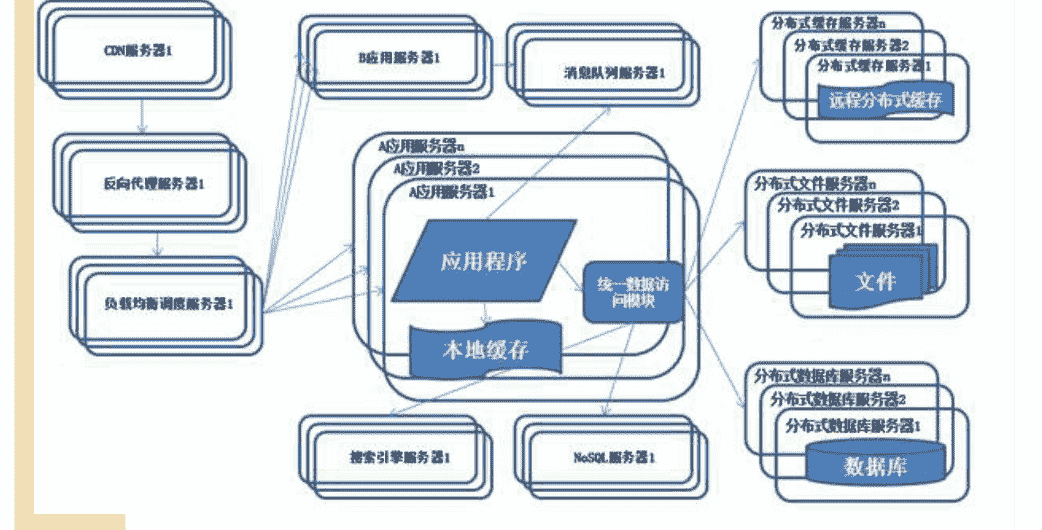 CDN服务器1
反向代理服务器1
负载均衡调度服务器1
B应用服务器1
消息队列服务器1
A应用服务器n
A应用服务器2
A应用服务器1
应用程序
统一数据访
问模块
本地缓存
搜索引擎服务器1
NoSQL服务器1
分布式缓存服务器n
分布式缓存服务器2
分布式缓存服务器1
远程分布式缓存
分布式文件服务器n
分布式文件服务器2
分布式文件服务器1
文件
分布式数据库服务器n
分布式数据库服务器2
分布式数据库服务器1
数据库